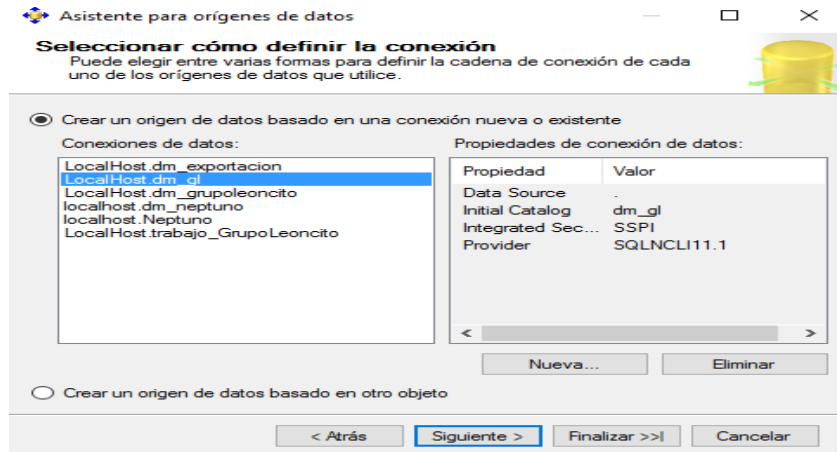 Asistente para orígenes de datos
Seleccionar cómo definir la conexión
Puede elegir entre varias formas para definir la cadena de conexión de cada
uno de los orígenes de datos que utilice.
Crear un origen de datos basado en una conexión nueva o existente
Conexiones de datos:
LocalHost.dm_exportacion
LocalHost.dm_gl
LocalHost.dm_grupoleoncito
localhost.dm_neptuno
localhost.Neptuno
LocalHost.trabajo_GrupoLeoncito
Propiedades de conexión de datos:
Propiedad Valor
Data Source .
Initial Catalog dm_gl
Integrated Sec... SSPI
Provider SQLNCLI11.1
Nueva... Eliminar
Crear un origen de datos basado en otro objeto
< Atrás Siguiente > Finalizar >>| Cancelar